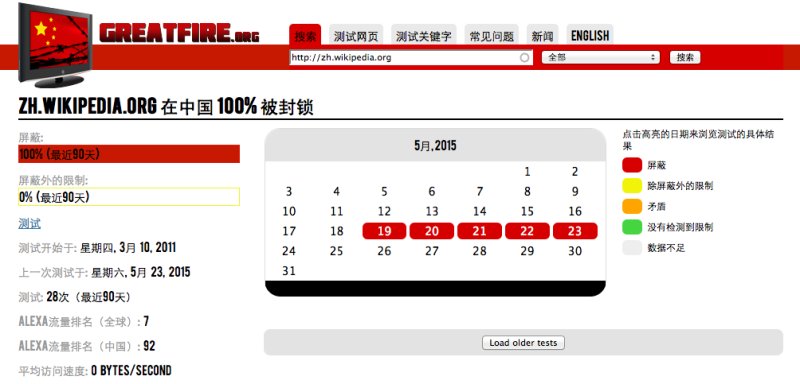 GREATFIRE.ORG
搜索 测试网页 测试关键字 常见问题 新闻 ENGLISH
http://zh.wikipedia.org 全部 搜索
ZH.WIKIPEDIA.ORG 在中国 100% 被封锁
屏蔽:
100% (最近90天)
屏蔽外的限制:
0% (最近90天)
测试
测试开始于: 星期四, 3月 10, 2011
上一次测试于: 星期六, 5月 23, 2015
测试: 28次（最近90天）
ALEXA流量排名（全球）: 7
ALEXA流量排名（中国）: 92
平均访问速度: 0 BYTES/SECOND
5月, 2015
1 2
3 4 5 6 7 8 9
10 11 12 13 14 15 16
17 18 19 20 21 22 23
24 25 26 27 28 29 30
31
Load older tests
点击高亮的日期来浏览测试的具体结
果
屏蔽
除屏蔽外的限制
矛盾
没有检测到限制
数据不足